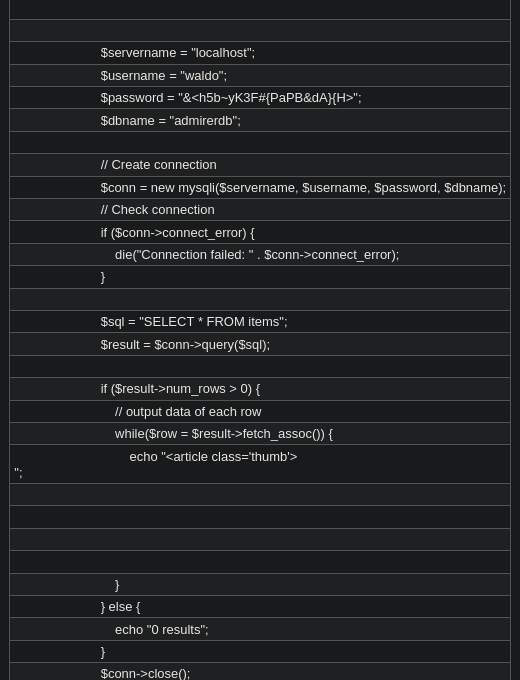 $servername = "localhost";
$username = "waldo";
$password = "&<h5b~yK3F#{PaPB&dA}{H>";
$dbname = "admirerdb";
// Create connection
$conn = new mysqli($servername, $username, $password, $dbname);
// Check connection
if ($conn->connect_error) {
die("Connection failed: " . $conn->connect_error);
}
$sql = "SELECT * FROM items";
$result = $conn->query($sql);
if ($result->num_rows > 0) {
// output data of each row
while($row = $result->fetch_assoc()) {
echo "<article class='thumb'>
";
}
} else {
echo "0 results";
}
$conn->close();